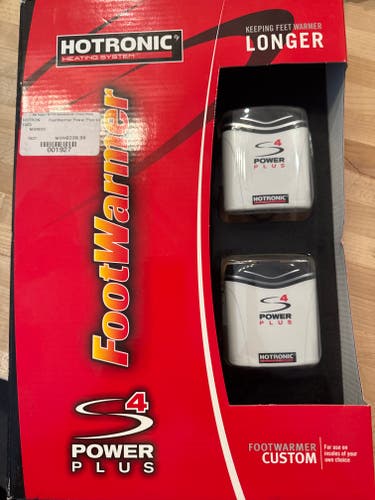 HOTRONIC
HEATING SYSTEM
KEEPING FEET WARMER
LONGER
001927
FootWarmer
S4
POWER
PLUS
HOTRONIC
S4
POWER
PLUS
HOTRONIC
S4
POWER
PLUS
FOOTWARMER
CUSTOM
For use on
insoles of your
own choice